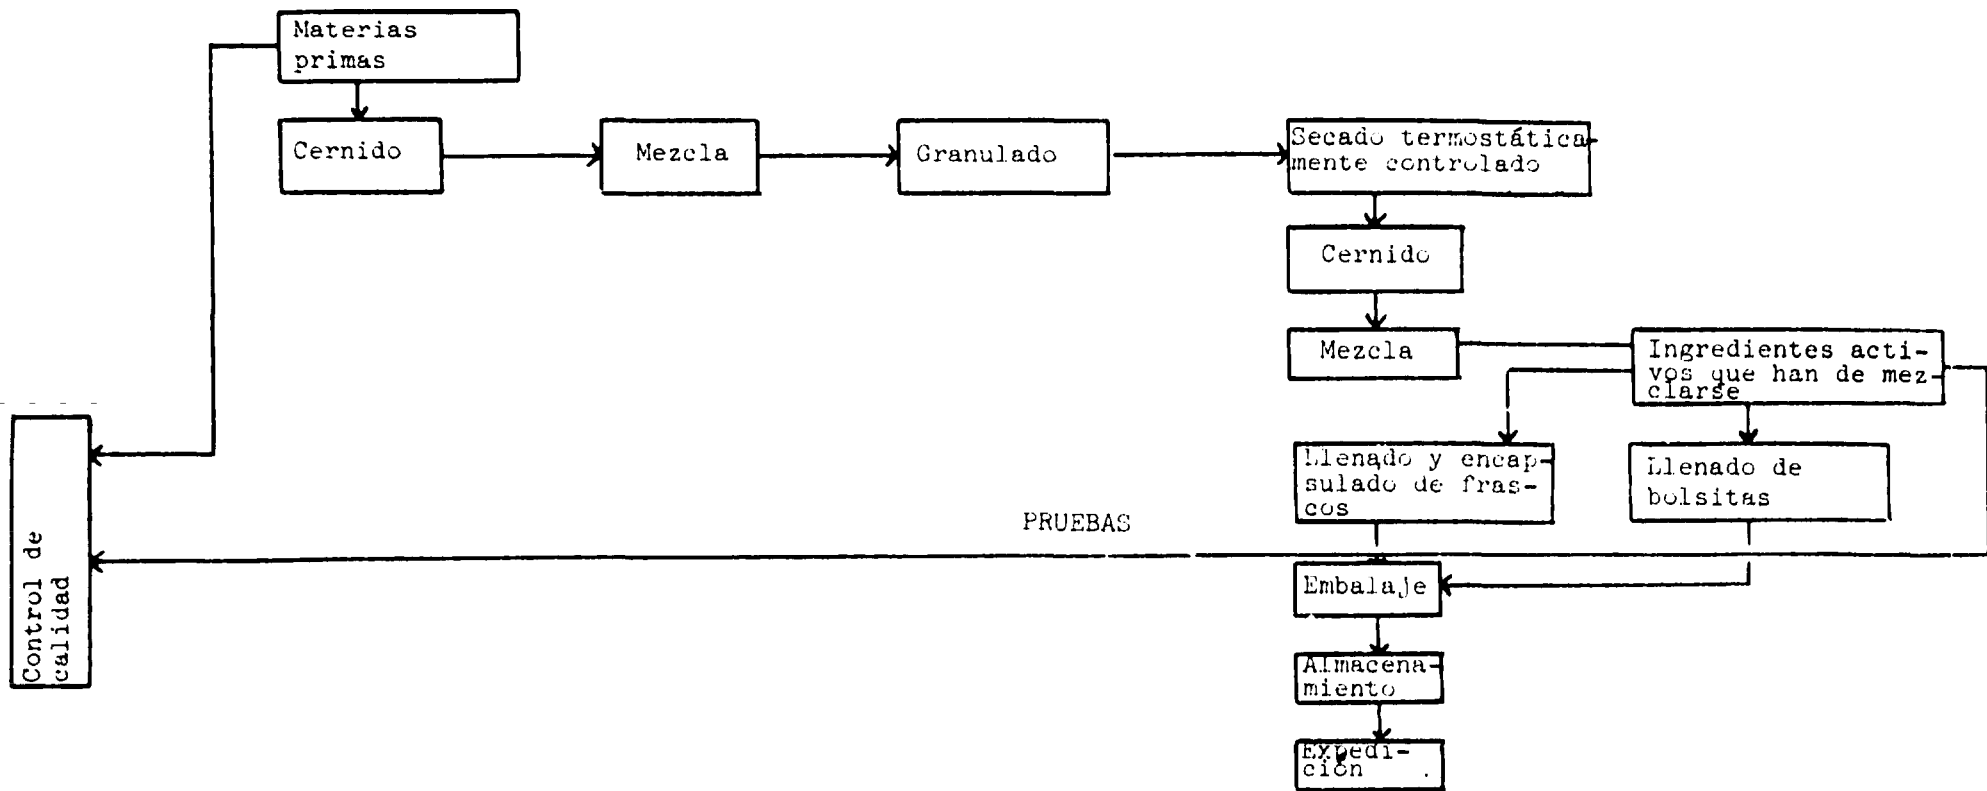 Materias
primas
Cernido
Mezcla
Granulado
Secado termostática-
mente controlado
Cernido
Mezcla
Ingredientes acti-
vos que han de mez-
clarse
Llenado y encap-
sulado de fras-
cos
Llenado de
bolsitas
PRUEBAS
Control de
calidad
Embalaje
Almacena-
miento
Expedi-
ción